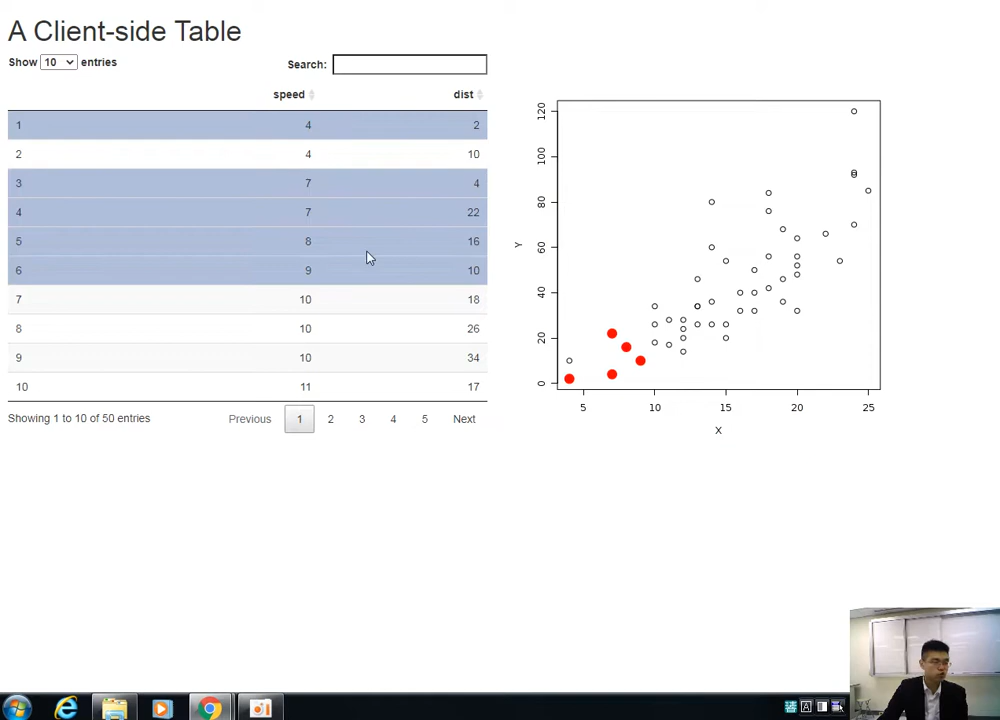 A Client-side Table
Show 10 entries
Search:
speed dist
1 4 2
2 4 10
3 7 4
4 7 22
5 8 16
6 9 10
7 10 18
8 10 26
9 10 34
10 11 17
Showing 1 to 10 of 50 entries
Previous 1 2 3 4 5 Next
120
100
80
60
40
20
0
Y
5 10 15 20 25
X
A